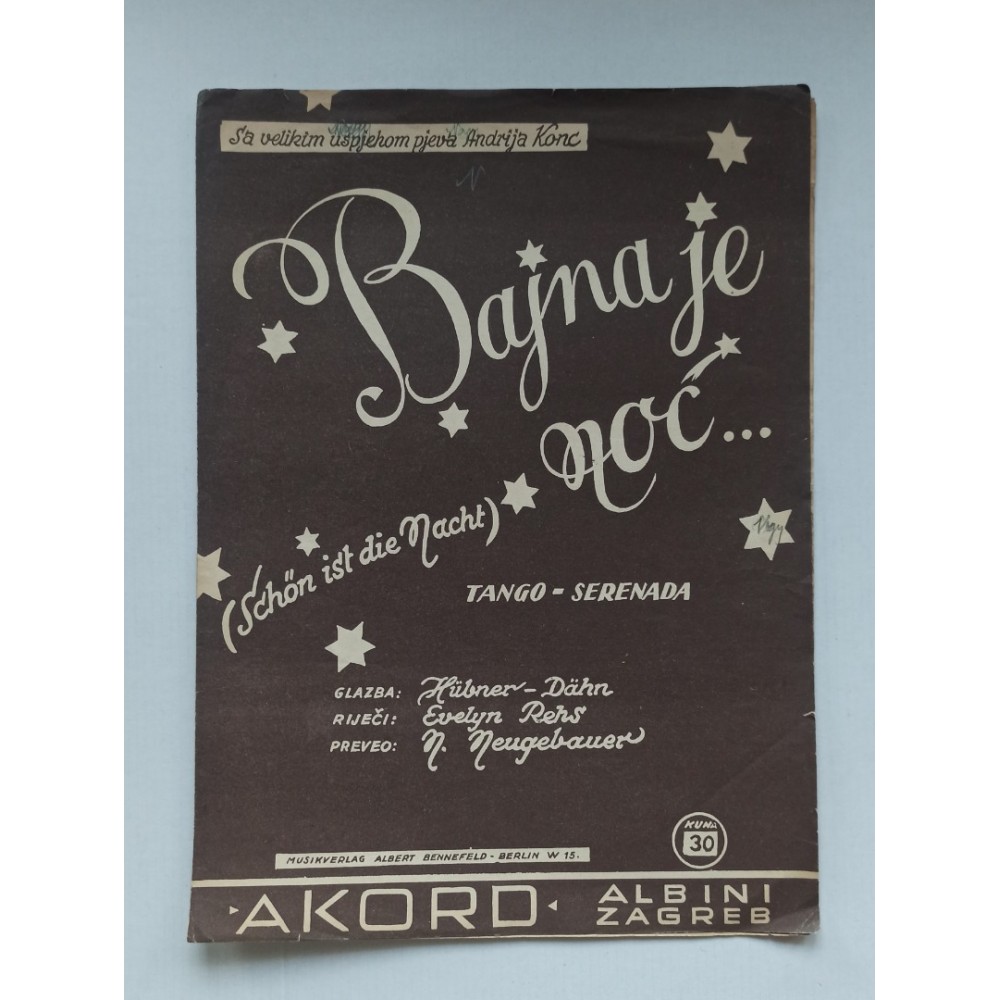 Sa velikim uspjehom pjeva Andrija Konc
Bajna je
noć...
(Schön ist die Nacht)
TANGO - SERENADA
GLAZBA: Hübner - Dähn
RIJEČI: Evelyn Rehs
PREVEO: N. Neugebauer
KUNA
30
MUSIKVERLAG ALBERT BENNEFELD - BERLIN W 15.
AKORD ALBINI
ZAGREB